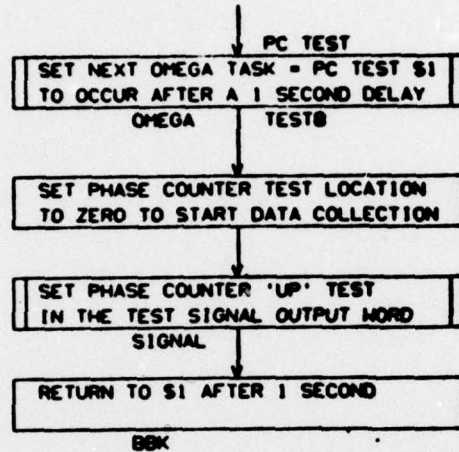 PC TEST
SET NEXT OMEGA TASK = PC TEST $1
TO OCCUR AFTER A 1 SECOND DELAY
OMEGA TEST@
SET PHASE COUNTER TEST LOCATION
TO ZERO TO START DATA COLLECTION
SET PHASE COUNTER 'UP' TEST
IN THE TEST SIGNAL OUTPUT WORD
SIGNAL
RETURN TO $1 AFTER 1 SECOND
BBK